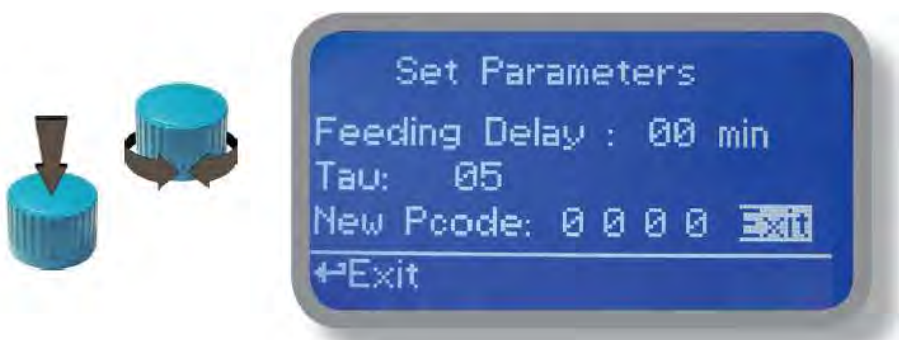 Set Parameters
Feeding Delay : 00 min
Tau: 05
New Pcode: 0 0 0 0 Exit
↵Exit